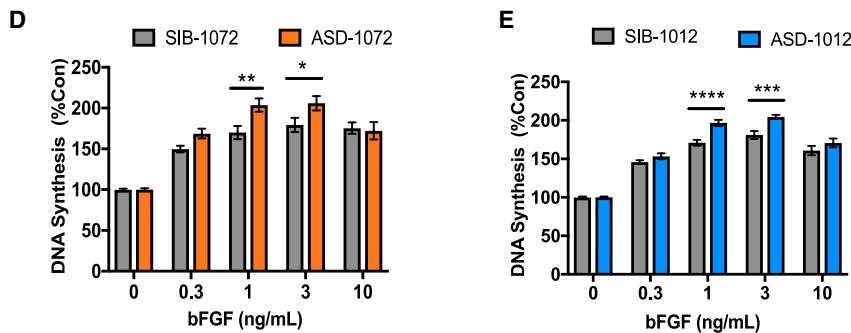 D
SIB-1072 ASD-1072
DNA Synthesis (%Con)
250
200
150
100
50
0
** *
0 0.3 1 3 10
bFGF (ng/mL)
E
SIB-1012 ASD-1012
DNA Synthesis (%Con)
250
200
150
100
50
0
**** ***
0 0.3 1 3 10
bFGF (ng/mL)